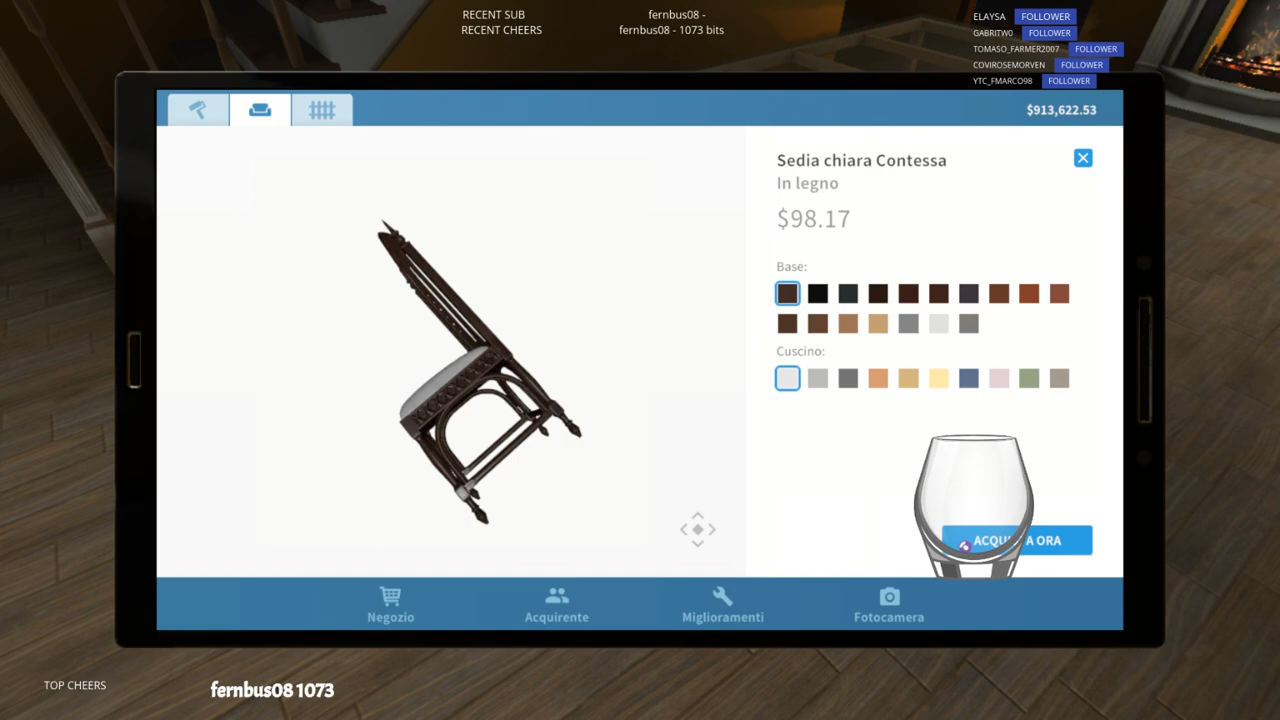 RECENT SUB
fernbus08 -
RECENT CHEERS
fernbus08 - 1073 bits
ELAYSA FOLLOWER
GABRITW0 FOLLOWER
TOMASO_FARMER2007 FOLLOWER
COVIROSEMORVEN FOLLOWER
YTC_FMARCO98 FOLLOWER
$913,622.53
Sedia chiara Contessa
In legno
$98.17
Base:
Cuscino:
ORA
Negozio
Acquirente
Miglioramenti
Fotocamera
TOP CHEERS
fernbus08 1073